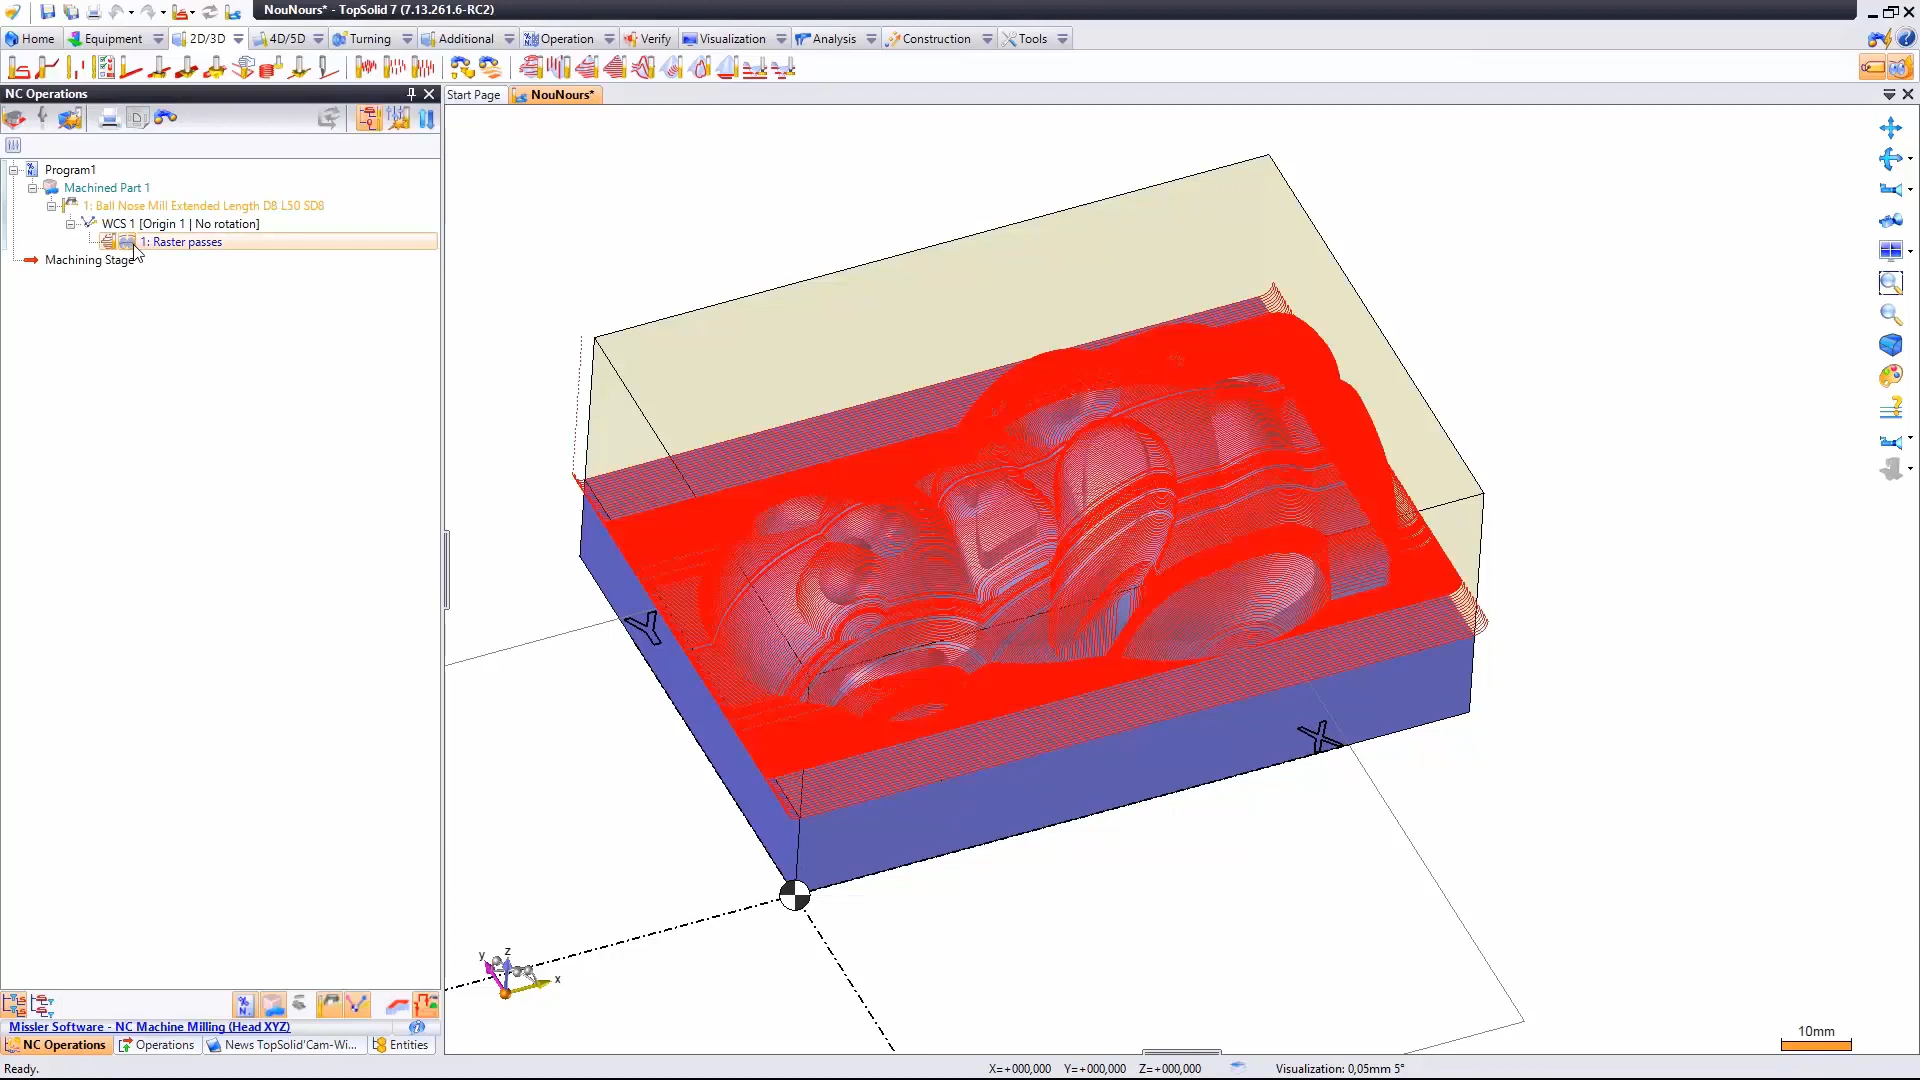 NouNours* - TopSolid 7 (7.13.261.6-RC2)
Home Equipment 2D/3D 4D/5D Turning Additional Operation Verify Visualization Analysis Construction Tools
NC Operations
Start Page NouNours*
Program1
Machined Part 1
1: Ball Nose Mill Extended Length D8 L50 SD8
WCS 1 [Origin 1 | No rotation]
1: Raster passes
Machining Stage
Y
X
y z x
10mm
Missler Software - NC Machine Milling (Head XYZ)
NC Operations Operations News TopSolid'Cam-Wi... Entities
Ready. X=+000,000 Y=+000,000 Z=+000,000 Visualization: 0,05mm 5°